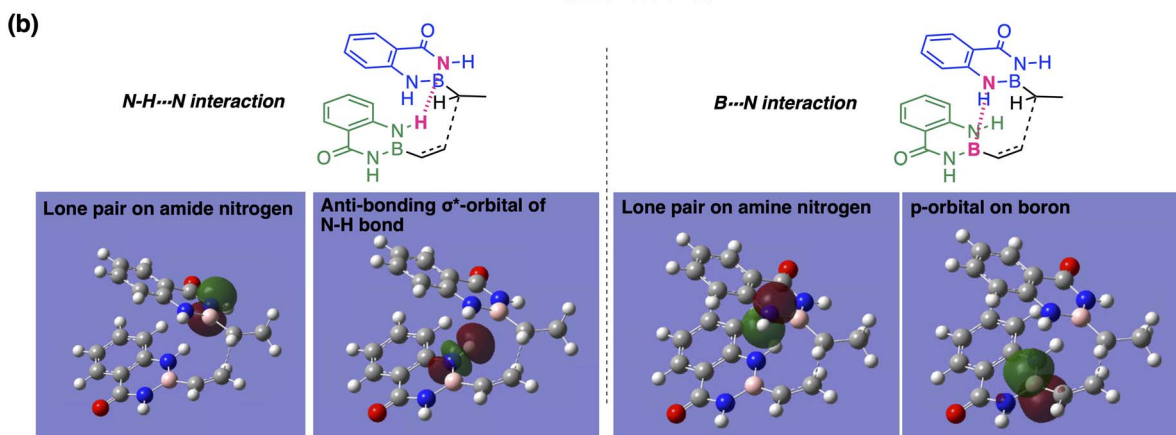 (b)
N-H···N interaction
O
N-H
N
B
H
H
H
N
B
O
N
H
B···N interaction
O
N-H
N
B
H
H
H
N
B
O
N
H
Lone pair on amide nitrogen
Anti-bonding σ*-orbital of
N-H bond
Lone pair on amine nitrogen
p-orbital on boron